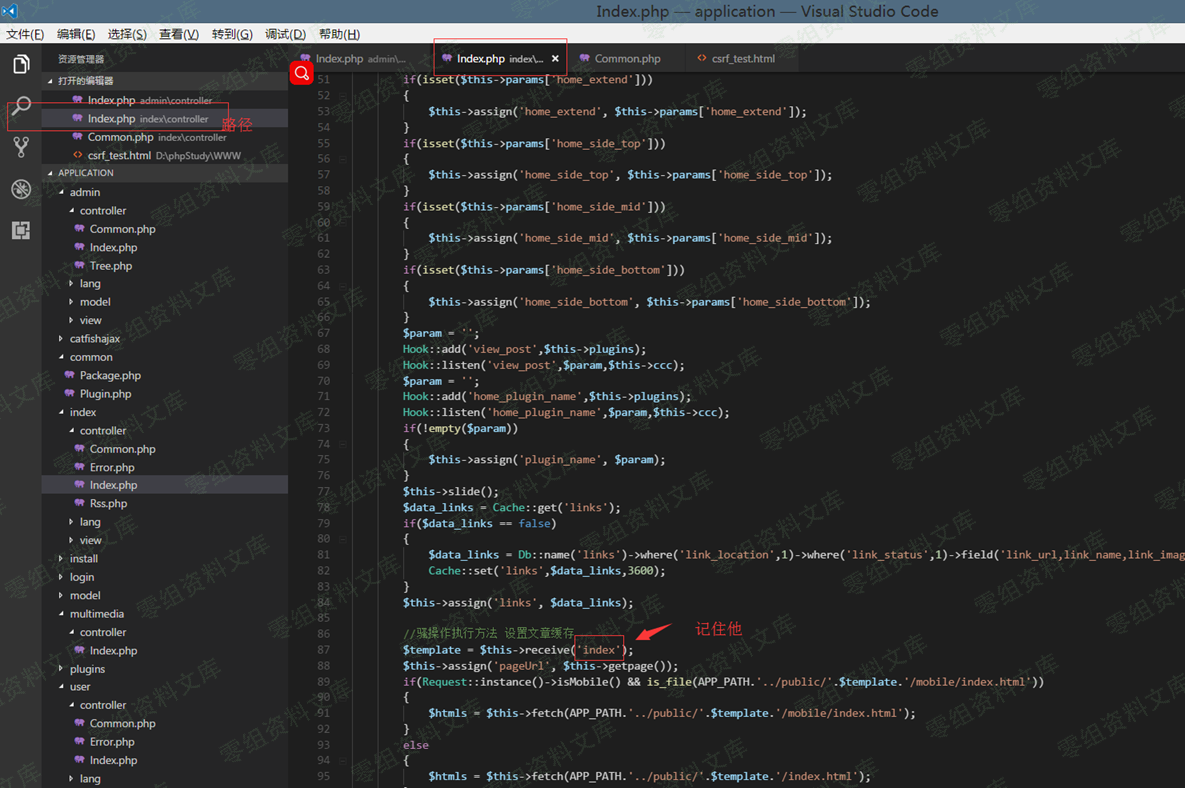 Index.php — application — Visual Studio Code
文件(F) 编辑(E) 选择(S) 查看(V) 转到(G) 调试(D) 帮助(H)
资源管理器
打开的编辑器
Index.php admin\controller
Index.php index\controller
路径
Common.php index\controller
csrf_test.html D:\phpStudy\WWW
APPLICATION
admin
controller
Common.php
Index.php
Tree.php
lang
model
view
catfishajax
common
Package.php
Plugin.php
index
controller
Common.php
Error.php
Index.php
Rss.php
lang
view
install
login
model
multimedia
controller
Index.php
plugins
user
controller
Common.php
Error.php
Index.php
lang
Index.php admin\... Index.php index\... × Common.php csrf_test.html
51 if(isset($this->params['home_extend']))
52 {
53 $this->assign('home_extend', $this->params['home_extend']);
54 }
55 if(isset($this->params['home_side_top']))
56 {
57 $this->assign('home_side_top', $this->params['home_side_top']);
58 }
59 if(isset($this->params['home_side_mid']))
60 {
61 $this->assign('home_side_mid', $this->params['home_side_mid']);
62 }
63 if(isset($this->params['home_side_bottom']))
64 {
65 $this->assign('home_side_bottom', $this->params['home_side_bottom']);
66 }
67 $param = '';
68 Hook::add('view_post',$this->plugins);
69 Hook::listen('view_post',$param,$this->ccc);
70 $param = '';
71 Hook::add('home_plugin_name',$this->plugins);
72 Hook::listen('home_plugin_name',$param,$this->ccc);
73 if(!empty($param))
74 {
75 $this->assign('plugin_name', $param);
76 }
77 $this->slide();
78 $data_links = Cache::get('links');
79 if($data_links == false)
80 {
81 $data_links = Db::name('links')->where('link_location',1)->where('link_status',1)->field('link_url,link_name,link_imag
82 Cache::set('links',$data_links,3600);
83 }
84 $this->assign('links', $data_links);
85
86 //骚操作执行方法 设置文章缓存
记住他
87 $template = $this->receive('index');
88 $this->assign('pageUrl', $this->getpage());
89 if(Request::instance()->isMobile() && is_file(APP_PATH.'../public/'.$template.'/mobile/index.html'))
90 {
91 $htmls = $this->fetch(APP_PATH.'../public/'.$template.'/mobile/index.html');
92 }
93 else
94 {
95 $htmls = $this->fetch(APP_PATH.'../public/'.$template.'/index.html');
零组资料文库